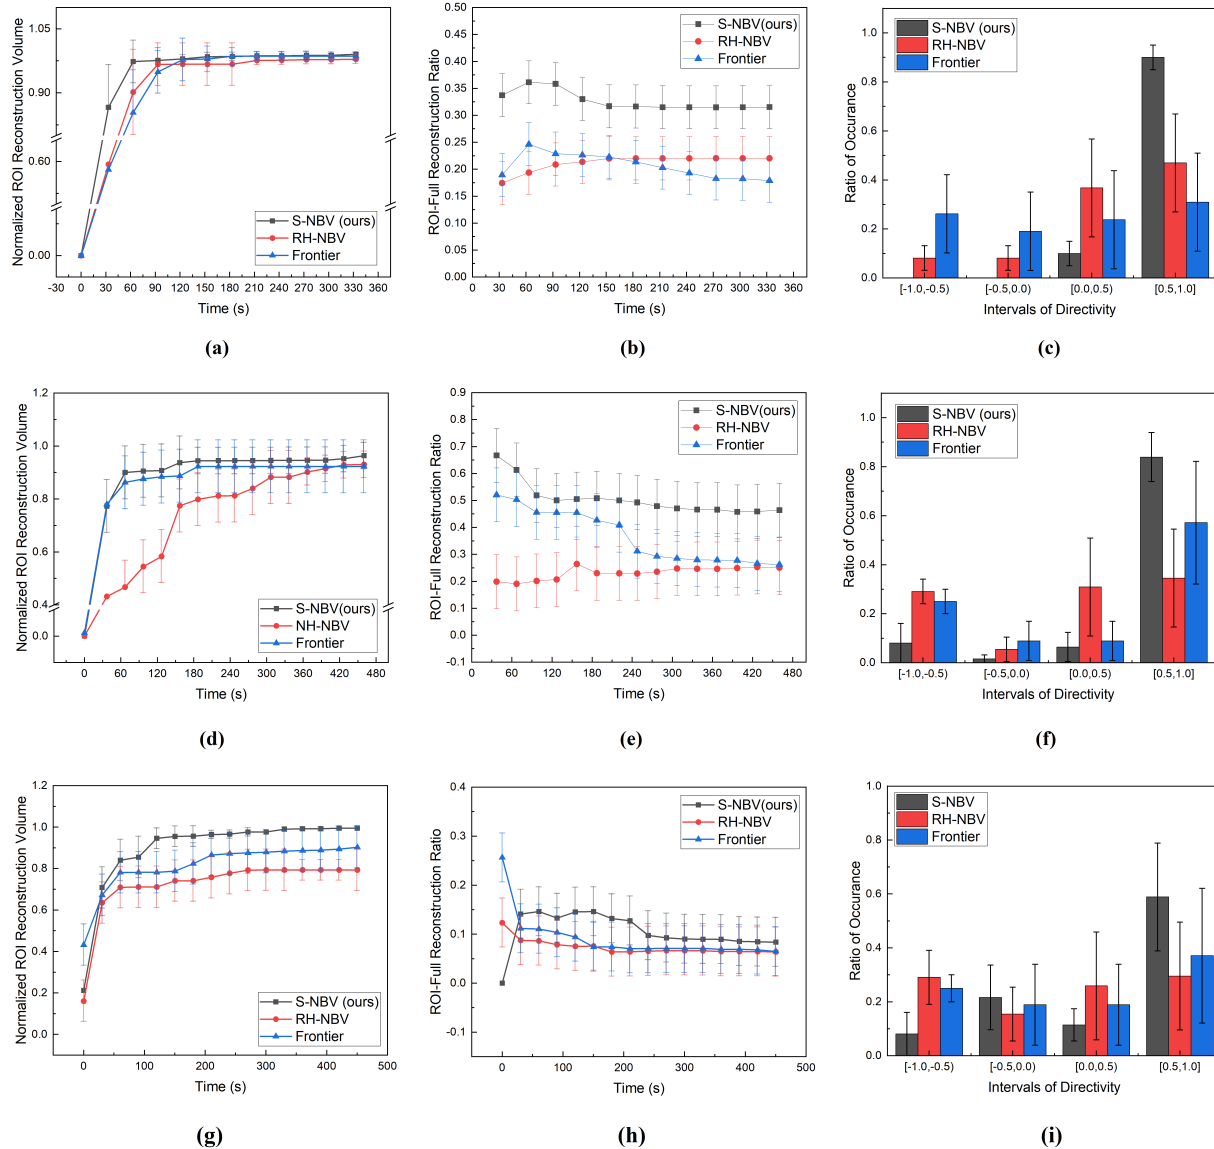 Normalized ROI Reconstruction Volume
1.05
0.90
0.60
0.00
S-NBV (ours)
RH-NBV
Frontier
-30 0 30 60 90 120 150 180 210 240 270 300 330 360
Time (s)
(a)
ROI-Full Reconstruction Ratio
0.50
0.45
0.40
0.35
0.30
0.25
0.20
0.15
0.10
0.05
0.00
S-NBV(ours)
RH-NBV
Frontier
0 30 60 90 120 150 180 210 240 270 300 330 360
Time (s)
(b)
Ratio of Occurance
1.0
0.8
0.6
0.4
0.2
0.0
S-NBV (ours)
RH-NBV
Frontier
[-1.0,-0.5) [-0.5,0.0) [0.0,0.5) [0.5,1.0]
Intervals of Directivity
(c)
Normalized ROI Reconstruction Volume
1.2
1.0
0.8
0.6
0.4
0.0
S-NBV(ours)
NH-NBV
Frontier
0 60 120 180 240 300 360 420 480
Time (s)
(d)
ROI-Full Reconstruction Ratio
0.9
0.8
0.7
0.6
0.5
0.4
0.3
0.2
0.1
0.0
-0.1
S-NBV(ours)
RH-NBV
Frontier
0 60 120 180 240 300 360 420 480
Time (s)
(e)
Ratio of Occurance
1.0
0.8
0.6
0.4
0.2
0.0
S-NBV (ours)
RH-NBV
Frontier
[-1.0,-0.5) [-0.5,0.0) [0.0,0.5) [0.5,1.0]
Intervals of Directivity
(f)
Normalized ROI Reconstruction Volume
1.2
1.0
0.8
0.6
0.4
0.2
0.0
S-NBV (ours)
RH-NBV
Frontier
0 100 200 300 400 500
Time (s)
(g)
ROI-Full Reconstruction Ratio
0.4
0.3
0.2
0.1
0.0
-0.1
S-NBV(ours)
RH-NBV
Frontier
0 100 200 300 400 500
Time (s)
(h)
Ratio of Occurance
1.0
0.8
0.6
0.4
0.2
0.0
S-NBV
RH-NBV
Frontier
[-1.0,-0.5) [-0.5,0.0) [0.0,0.5) [0.5,1.0]
Intervals of Directivity
(i)